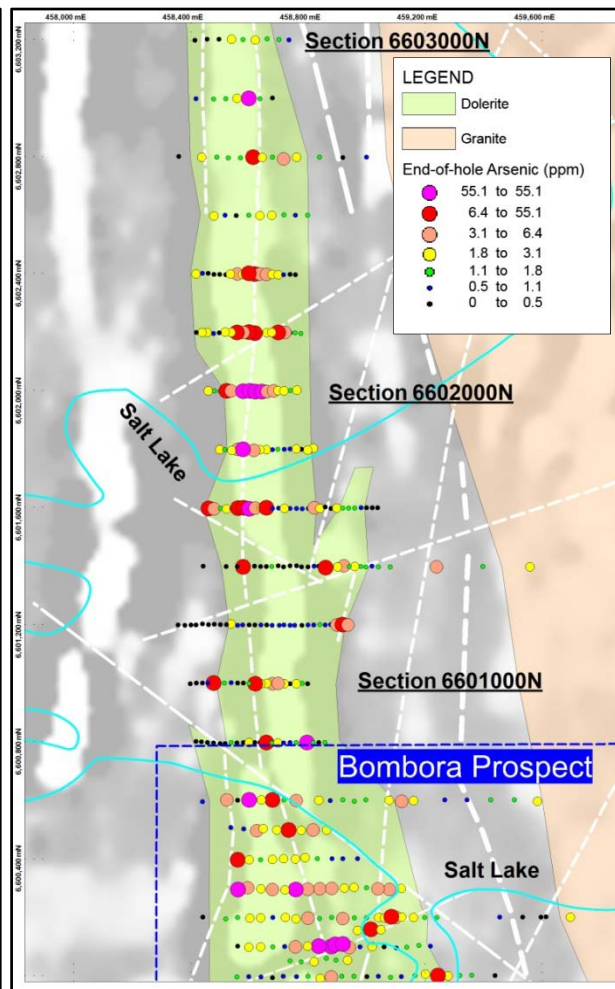 458,000 mE
458,400 mE
458,800 mE
459,200 mE
459,600 mE
6,603,200 mN
6,602,800 mN
6,602,400 mN
6,602,000 mN
6,601,600 mN
6,601,200 mN
6,600,800 mN
6,600,400 mN
Section 6603000N
LEGEND
Dolerite
Granite
End-of-hole Arsenic (ppm)
55.1 to 55.1
6.4 to 55.1
3.1 to 6.4
1.8 to 3.1
1.1 to 1.8
0.5 to 1.1
0 to 0.5
Section 6602000N
Salt Lake
Section 6601000N
Bombora Prospect
Salt Lake